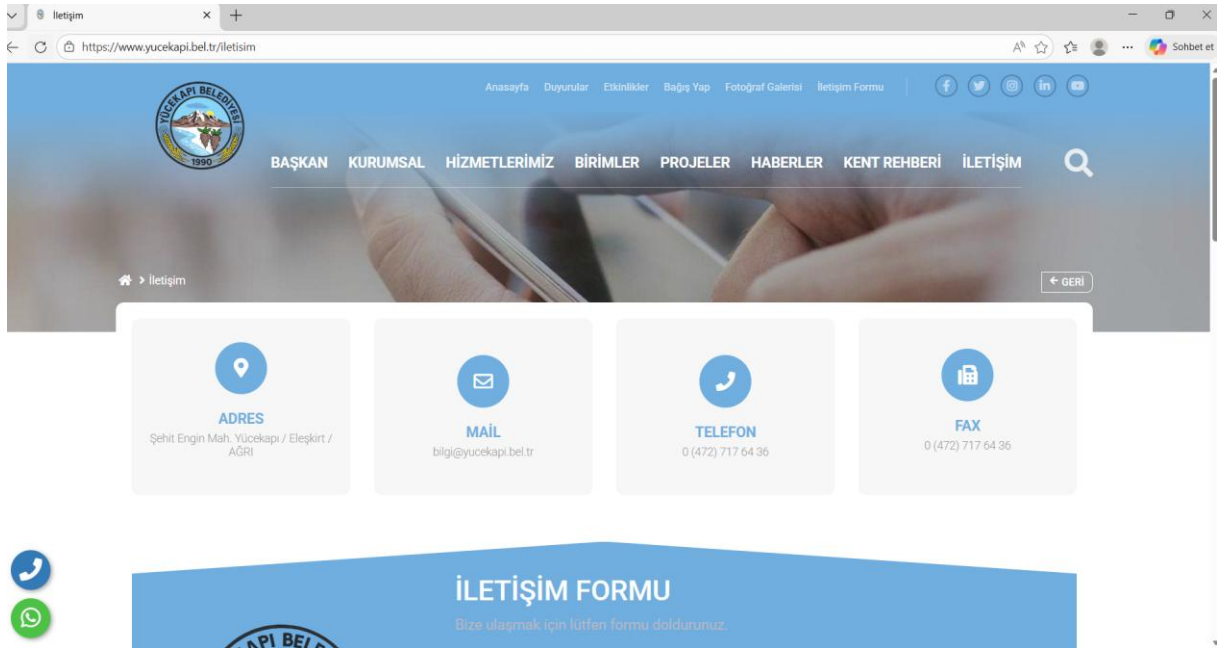 İletişim
https://www.yucekapi.bel.tr/iletisim
Sohbet et
YÜCEKAPI BELEDİYESİ
1990
Anasayfa Duyurular Etkinlikler Bağış Yap Fotoğraf Galerisi İletişim Formu
BAŞKAN KURUMSAL HİZMETLERİMİZ BİRİMLER PROJELER HABERLER KENT REHBERİ İLETİŞİM
> İletişim
GERİ
ADRES
Şehit Engin Mah. Yücekapı / Eleşkirt /
AĞRI
MAİL
bilgi@yucekapi.bel.tr
TELEFON
0 (472) 717 64 36
FAX
0 (472) 717 64 36
İLETİŞİM FORMU
Bize ulaşmak için lütfen formu doldurunuz.